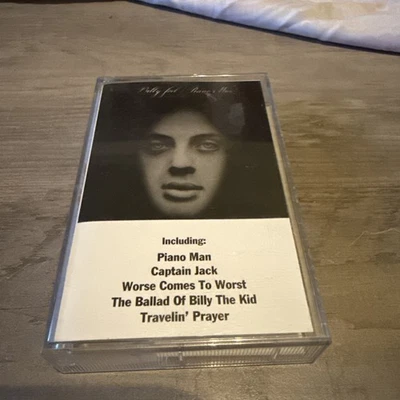 Billy Joel Piano Man
Including:
Piano Man
Captain Jack
Worse Comes To Worst
The Ballad Of Billy The Kid
Travelin' Prayer